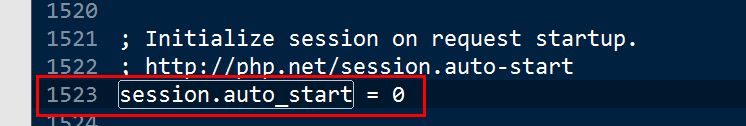 1520
1521 ; Initialize session on request startup.
1522 ; http://php.net/session.auto-start
1523 session.auto_start = 0
1524